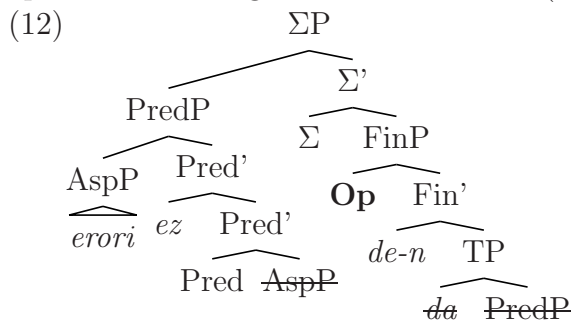 (12) ΣP
Σ'
PredP Σ FinP
AspP Pred' Op Fin'
erori ez Pred' de-n TP
Pred AspP da PredP